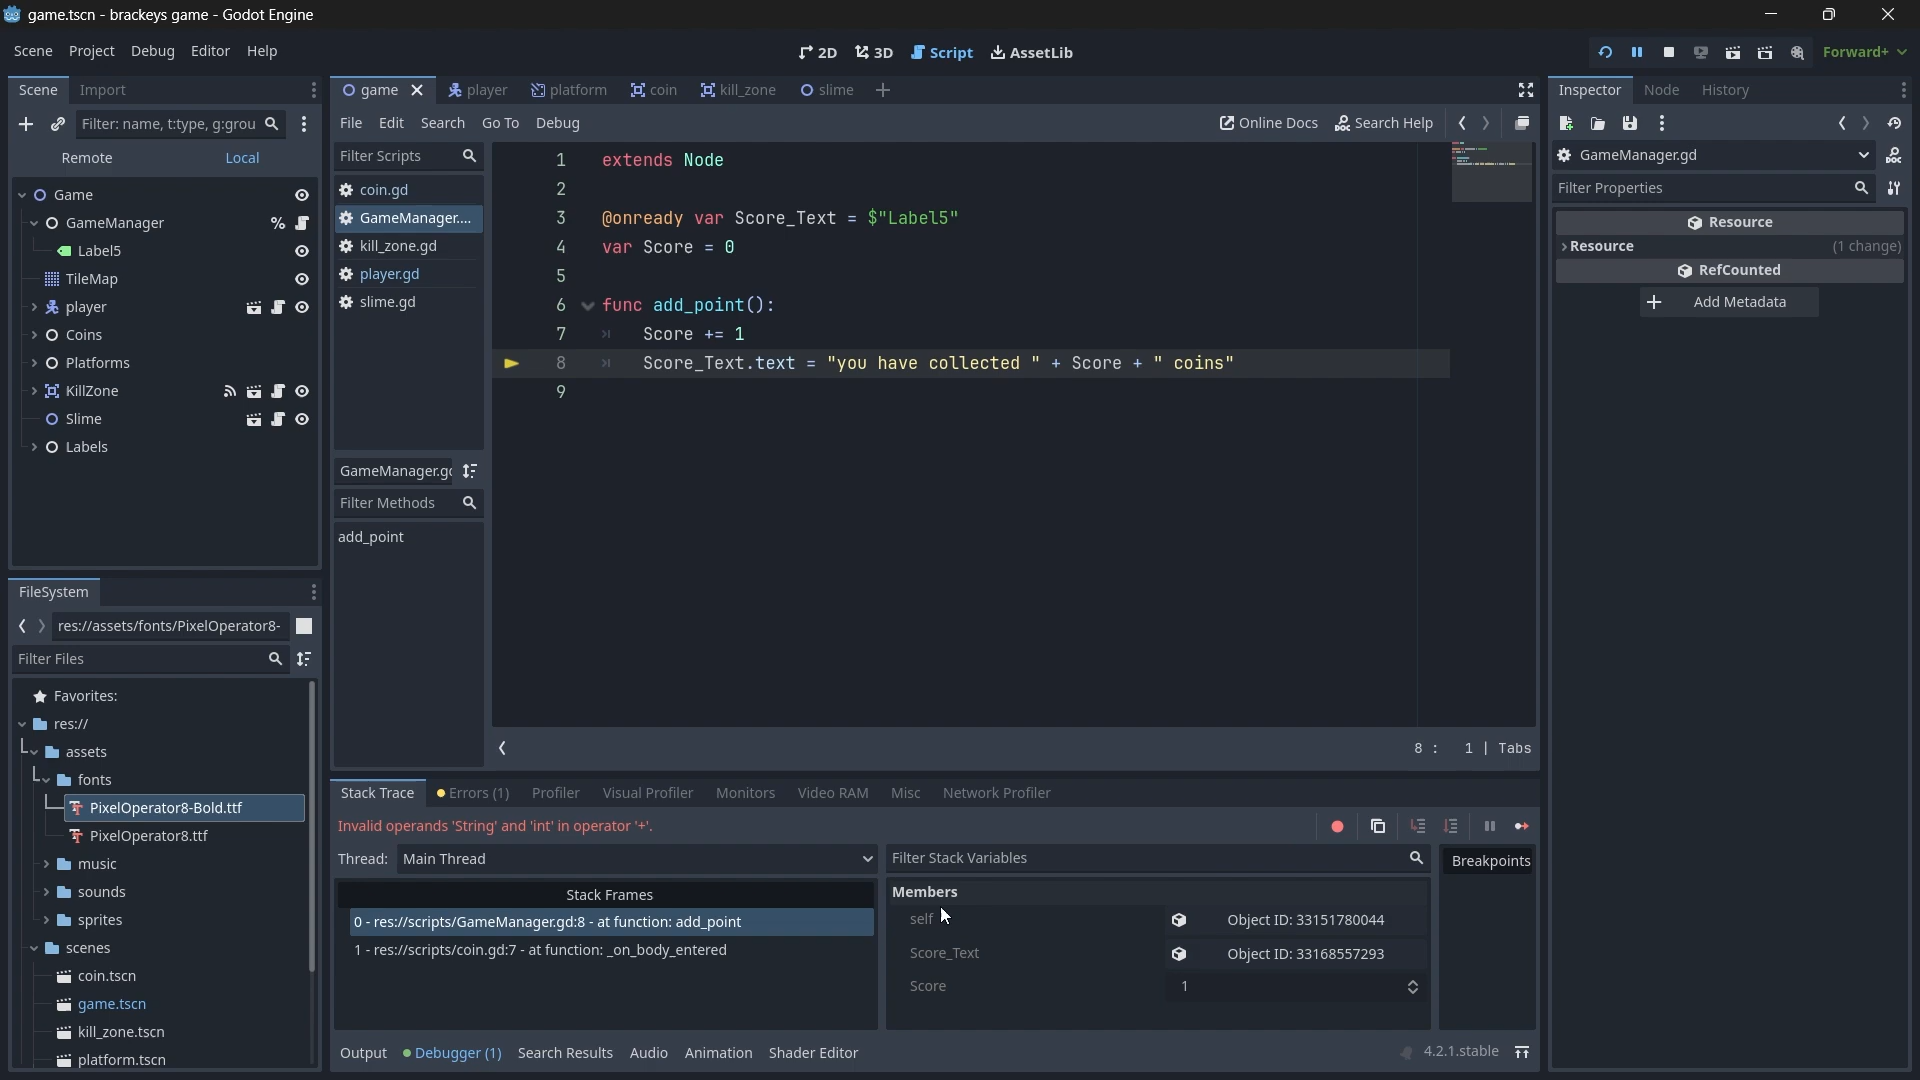 game.tscn - brackeys game - Godot Engine
Scene Project Debug Editor Help
2D 3D Script AssetLib
Forward+
Scene Import
Filter: name, t:type, g:grou
Remote Local
Game
GameManager
Label5
TileMap
player
Coins
Platforms
KillZone
Slime
Labels
FileSystem
res://assets/fonts/PixelOperator8-
Filter Files
Favorites:
res://
assets
fonts
PixelOperator8-Bold.ttf
PixelOperator8.ttf
music
sounds
sprites
scenes
coin.tscn
game.tscn
kill_zone.tscn
platform.tscn
game player platform coin kill_zone slime
File Edit Search Go To Debug
Online Docs Search Help
Filter Scripts
coin.gd
GameManager....
kill_zone.gd
player.gd
slime.gd
GameManager.gd
Filter Methods
add_point
1 extends Node
2
3 @onready var Score_Text = $"Label5"
4 var Score = 0
5
6 func add_point():
7 Score += 1
8 Score_Text.text = "you have collected " + Score + " coins"
9
8 : 1 | Tabs
Stack Trace Errors (1) Profiler Visual Profiler Monitors Video RAM Misc Network Profiler
Invalid operands 'String' and 'int' in operator '+'.
Thread: Main Thread
Stack Frames
0 - res://scripts/GameManager.gd:8 - at function: add_point
1 - res://scripts/coin.gd:7 - at function: _on_body_entered
Filter Stack Variables
Members
self Object ID: 33151780044
Score_Text Object ID: 33168557293
Score 1
Breakpoints
Output Debugger (1) Search Results Audio Animation Shader Editor
4.2.1.stable
Inspector Node History
GameManager.gd
Filter Properties
Resource
Resource (1 change)
RefCounted
Add Metadata